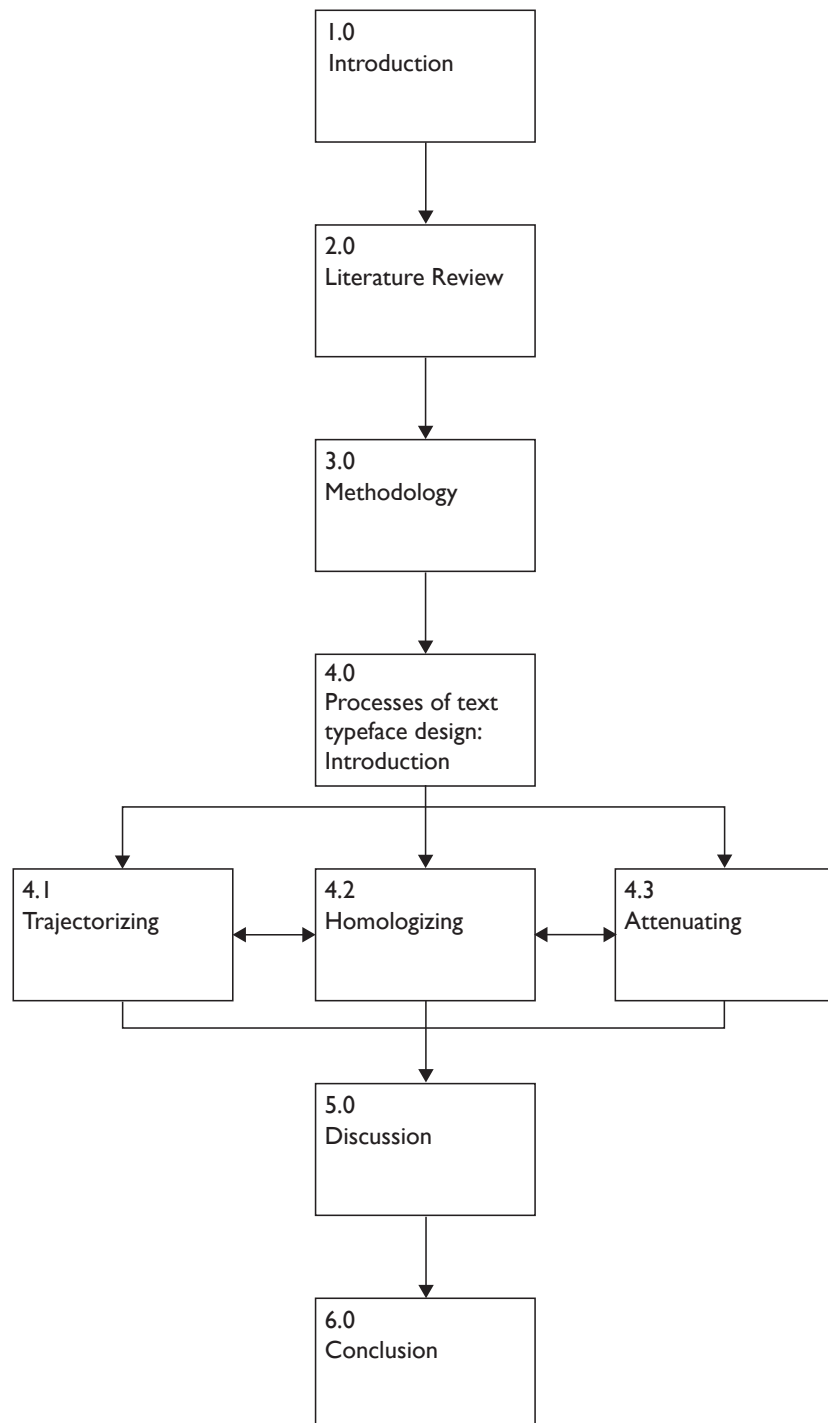 1.0
Introduction
2.0
Literature Review
3.0
Methodology
4.0
Processes of text
typeface design:
Introduction
4.1
Trajectorizing
4.2
Homologizing
4.3
Attenuating
5.0
Discussion
6.0
Conclusion